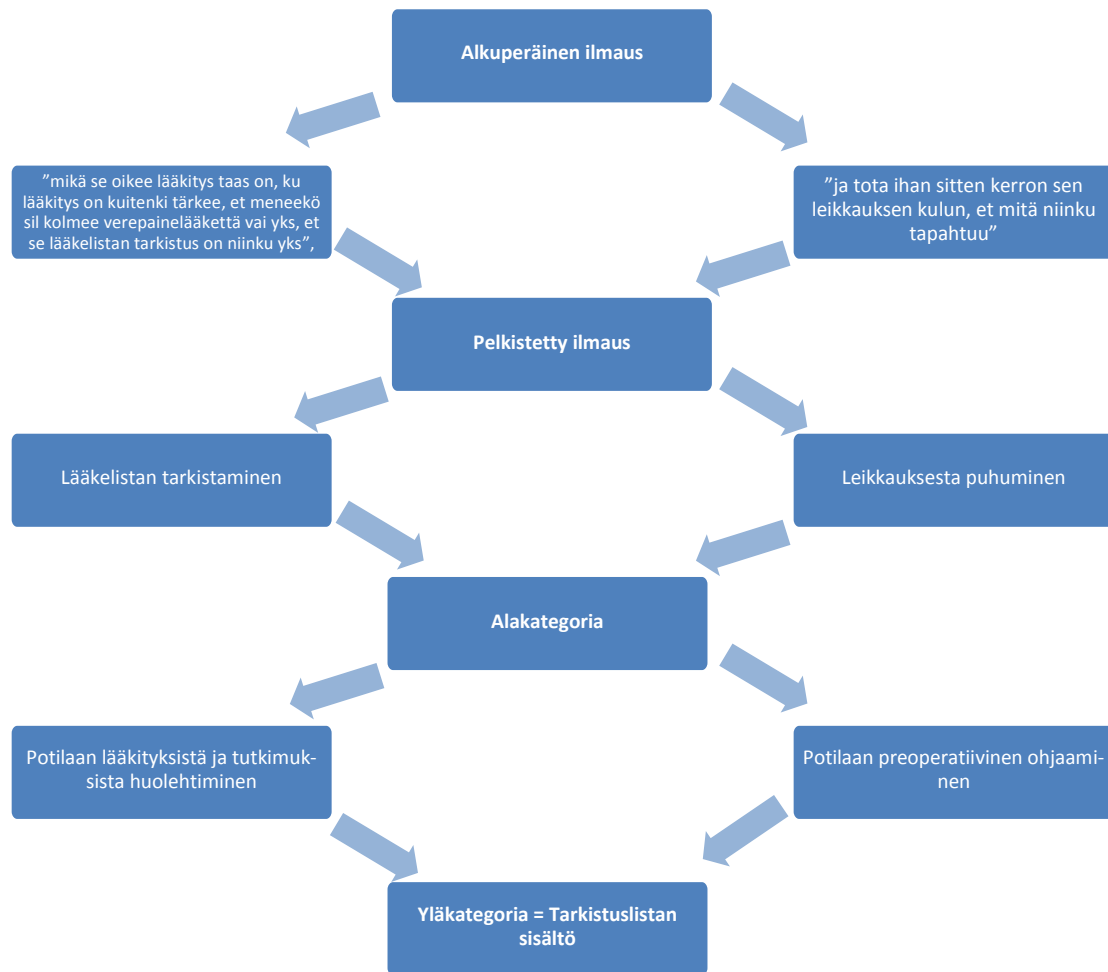 Alkuperäinen ilmaus
”mikä se oikee lääkitys taas on, ku
lääkitys on kuitenki tärkee, et meneekö
sil kolmee verepainelääkettä vai yks, et
se lääkelistan tarkistus on niinku yks”,
”ja tota ihan sitten kerron sen
leikkauksen kulun, et mitä niinku
tapahtuu”
Pelkistetty ilmaus
Lääkelistan tarkistaminen
Leikkauksesta puhuminen
Alakategoria
Potilaan lääkityksistä ja tutkimuk-
sista huolehtiminen
Potilaan preoperatiivinen ohjaami-
nen
Yläkategoria = Tarkistuslistan
sisältö